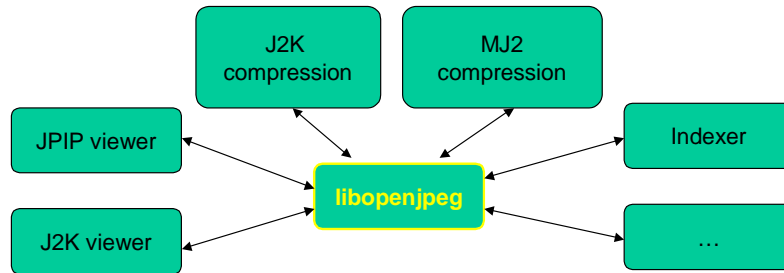 J2K
compression
MJ2
compression
JPIP viewer
Indexer
libopenjpeg
J2K viewer
…